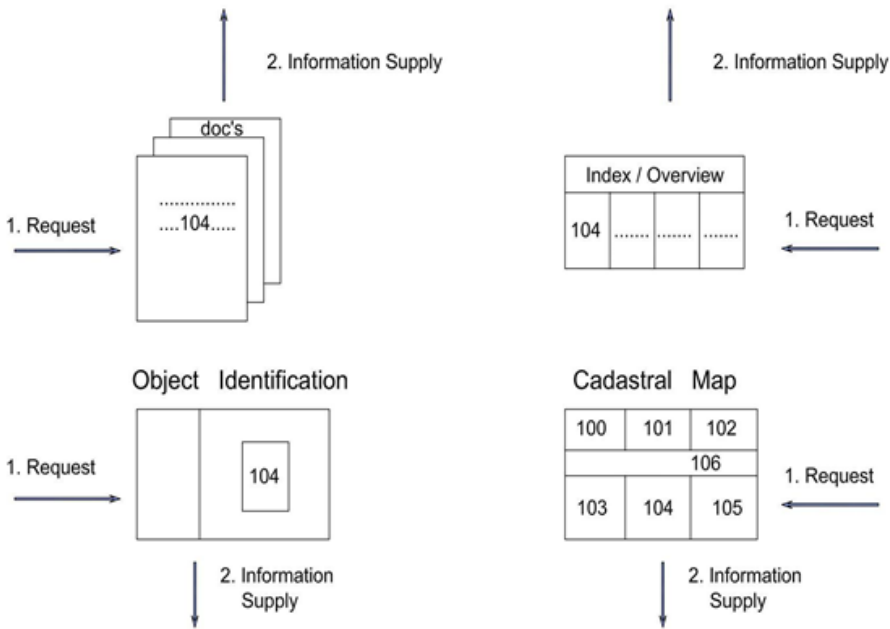 2. Information Supply
2. Information Supply
doc's
................
....104.....
1. Request
Index / Overview
104 ....... ....... .......
1. Request
Object Identification
104
1. Request
2. Information
Supply
Cadastral Map
100 101 102
106
103 104 105
1. Request
2. Information
Supply